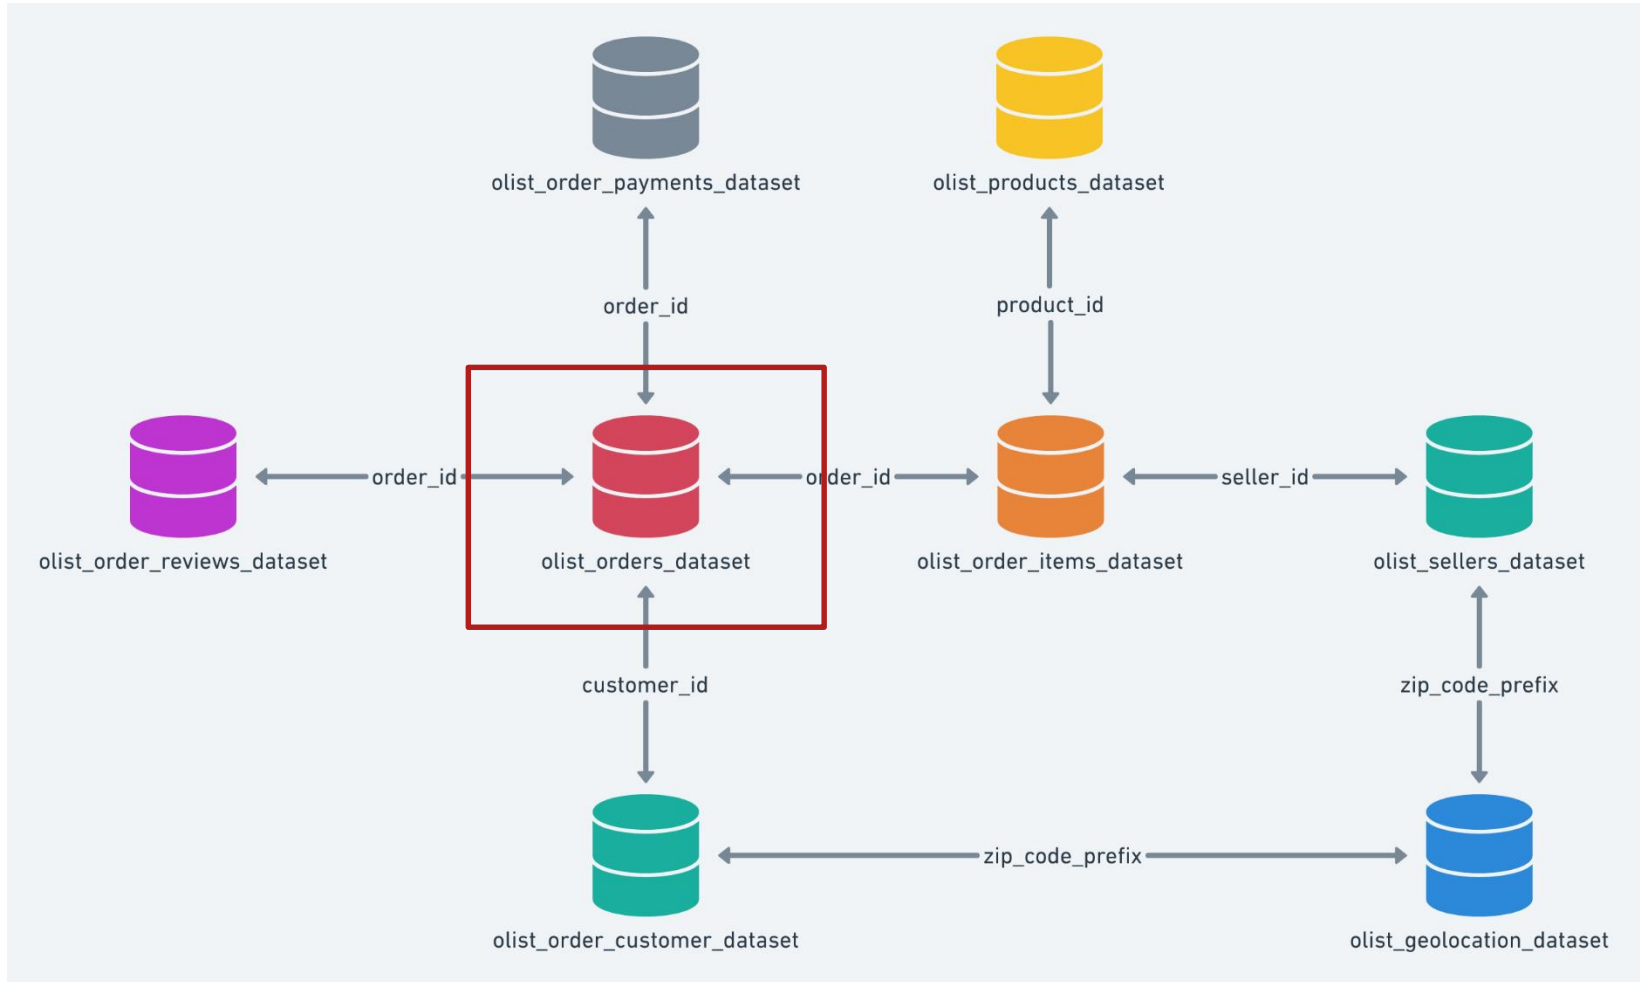 olist_order_payments_dataset
olist_products_dataset
order_id
product_id
order_id
order_id
seller_id
olist_order_reviews_dataset
olist_orders_dataset
olist_order_items_dataset
olist_sellers_dataset
customer_id
zip_code_prefix
zip_code_prefix
olist_order_customer_dataset
olist_geolocation_dataset